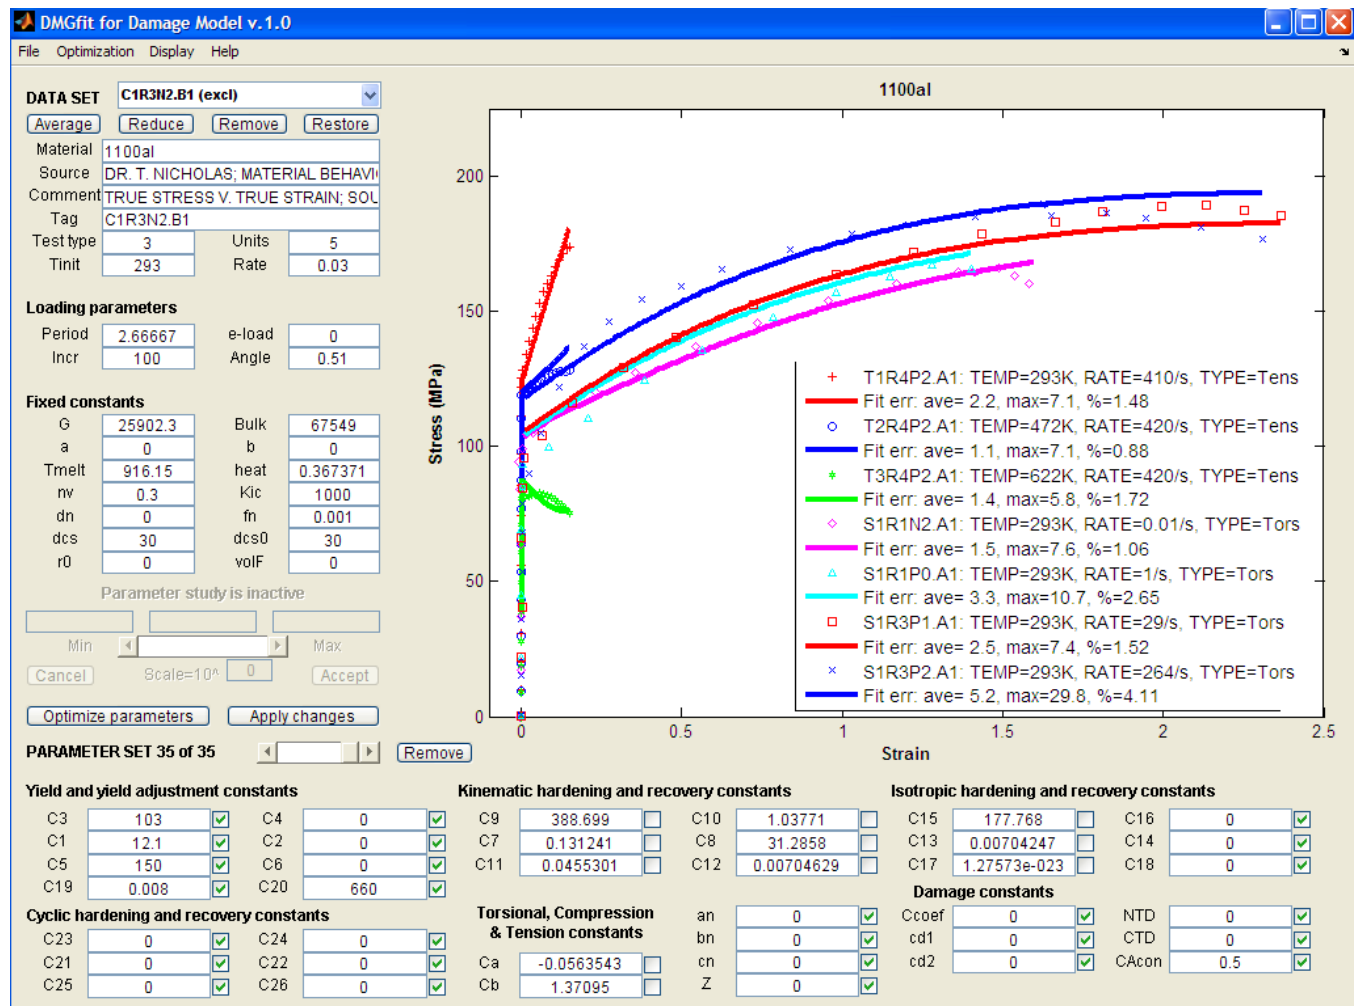 DMGfit for Damage Model v.1.0
File Optimization Display Help
DATA SET C1R3N2.B1 (excl)
Average Reduce Remove Restore
Material 1100al
Source DR. T. NICHOLAS; MATERIAL BEHAVI
Comment TRUE STRESS V. TRUE STRAIN; SOU
Tag C1R3N2.B1
Test type 3 Units 5
Tinit 293 Rate 0.03
Loading parameters
Period 2.66667 e-load 0
Incr 100 Angle 0.51
Fixed constants
G 25902.3 Bulk 67549
a 0 b 0
Tmelt 916.15 heat 0.367371
nv 0.3 Kic 1000
dn 0 fn 0.001
dcs 30 dcs0 30
r0 0 volF 0
Parameter study is inactive
Min Max
Cancel Scale=10^ 0 Accept
Optimize parameters Apply changes
PARAMETER SET 35 of 35 Remove
1100al
Stress (MPa)
200
150
100
50
0
0 0.5 1 1.5 2 2.5
Strain
T1R4P2.A1: TEMP=293K, RATE=410/s, TYPE=Tens
Fit err: ave= 2.2, max=7.1, %=1.48
T2R4P2.A1: TEMP=472K, RATE=420/s, TYPE=Tens
Fit err: ave= 1.1, max=7.1, %=0.88
T3R4P2.A1: TEMP=622K, RATE=420/s, TYPE=Tens
Fit err: ave= 1.4, max=5.8, %=1.72
S1R1N2.A1: TEMP=293K, RATE=0.01/s, TYPE=Tors
Fit err: ave= 1.5, max=7.6, %=1.06
S1R1P0.A1: TEMP=293K, RATE=1/s, TYPE=Tors
Fit err: ave= 3.3, max=10.7, %=2.65
S1R3P1.A1: TEMP=293K, RATE=29/s, TYPE=Tors
Fit err: ave= 2.5, max=7.4, %=1.52
S1R3P2.A1: TEMP=293K, RATE=264/s, TYPE=Tors
Fit err: ave= 5.2, max=29.8, %=4.11
Yield and yield adjustment constants
C3 103 C4 0
C1 12.1 C2 0
C5 150 C6 0
C19 0.008 C20 660
Cyclic hardening and recovery constants
C23 0 C24 0
C21 0 C22 0
C25 0 C26 0
Kinematic hardening and recovery constants
C9 388.699 C10 1.03771
C7 0.131241 C8 31.2858
C11 0.0455301 C12 0.00704629
Torsional, Compression
& Tension constants
Ca -0.0563543
Cb 1.37095
an 0
bn 0
cn 0
Z 0
Isotropic hardening and recovery constants
C15 177.768 C16 0
C13 0.00704247 C14 0
C17 1.27573e-023 C18 0
Damage constants
Ccoef 0 NTD 0
cd1 0 CTD 0
cd2 0 CAcon 0.5